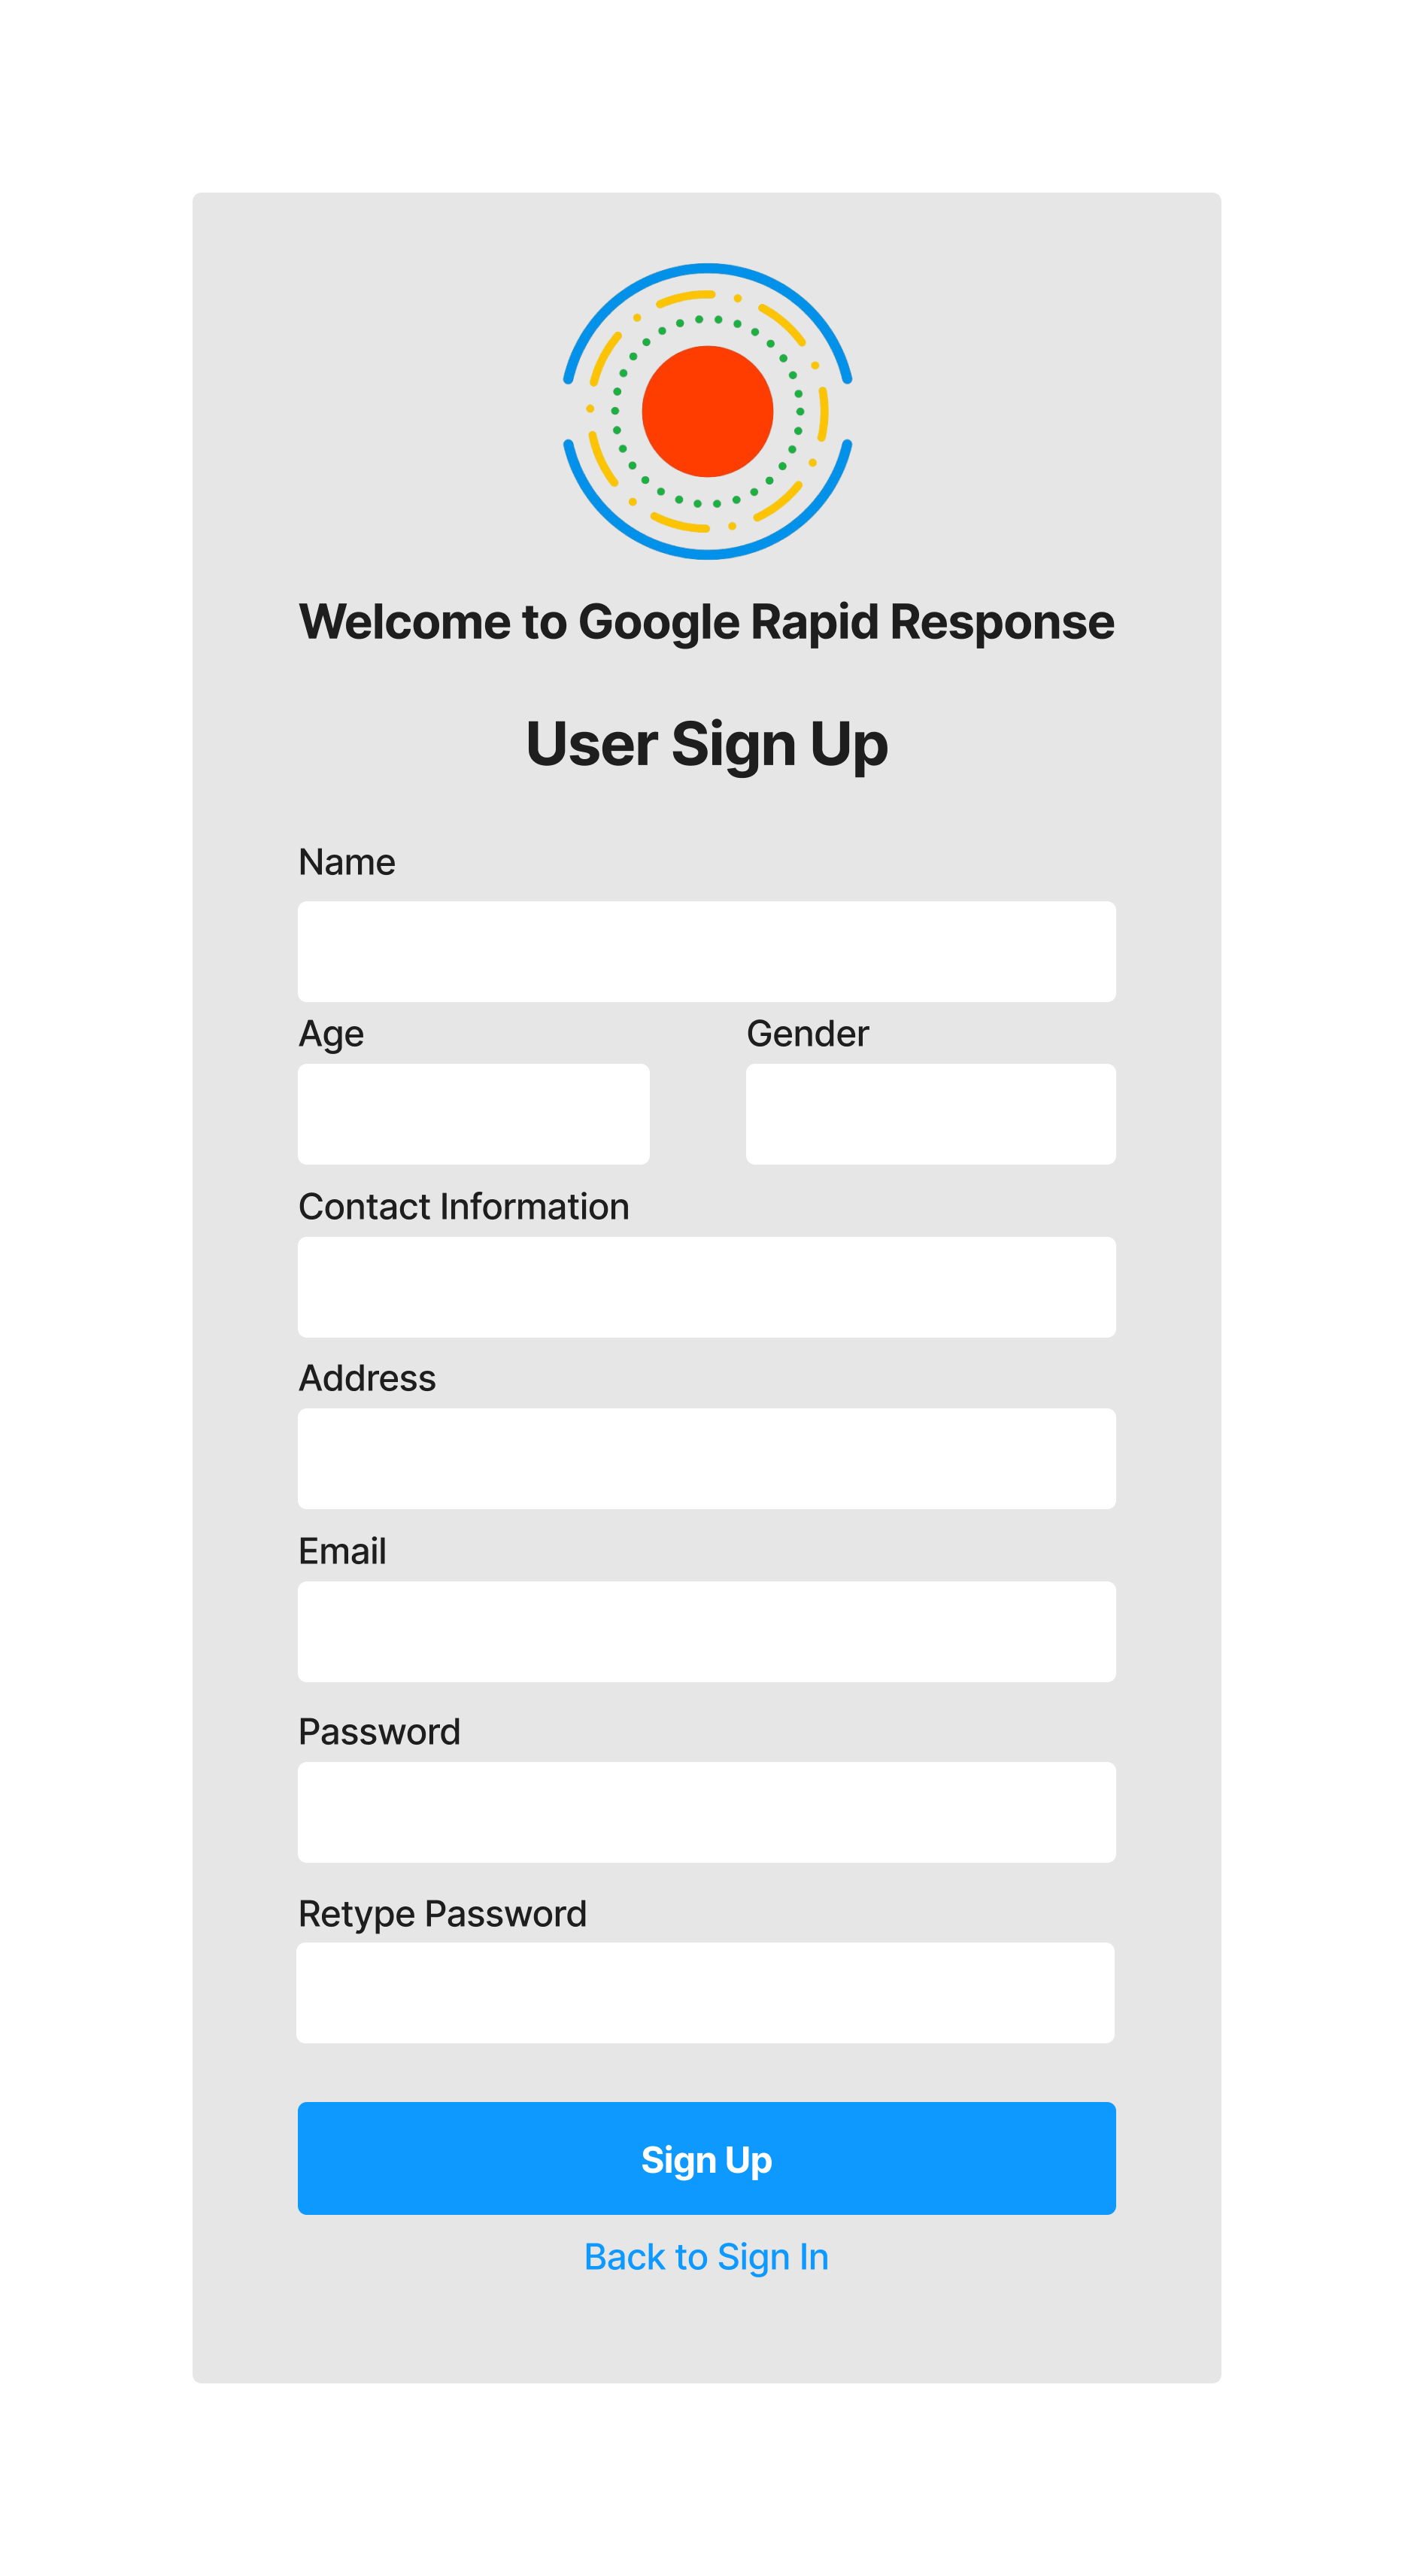 Welcome to Google Rapid Response
User Sign Up
Name
Age
Gender
Contact Information
Address
Email
Password
Retype Password
Sign Up
Back to Sign In